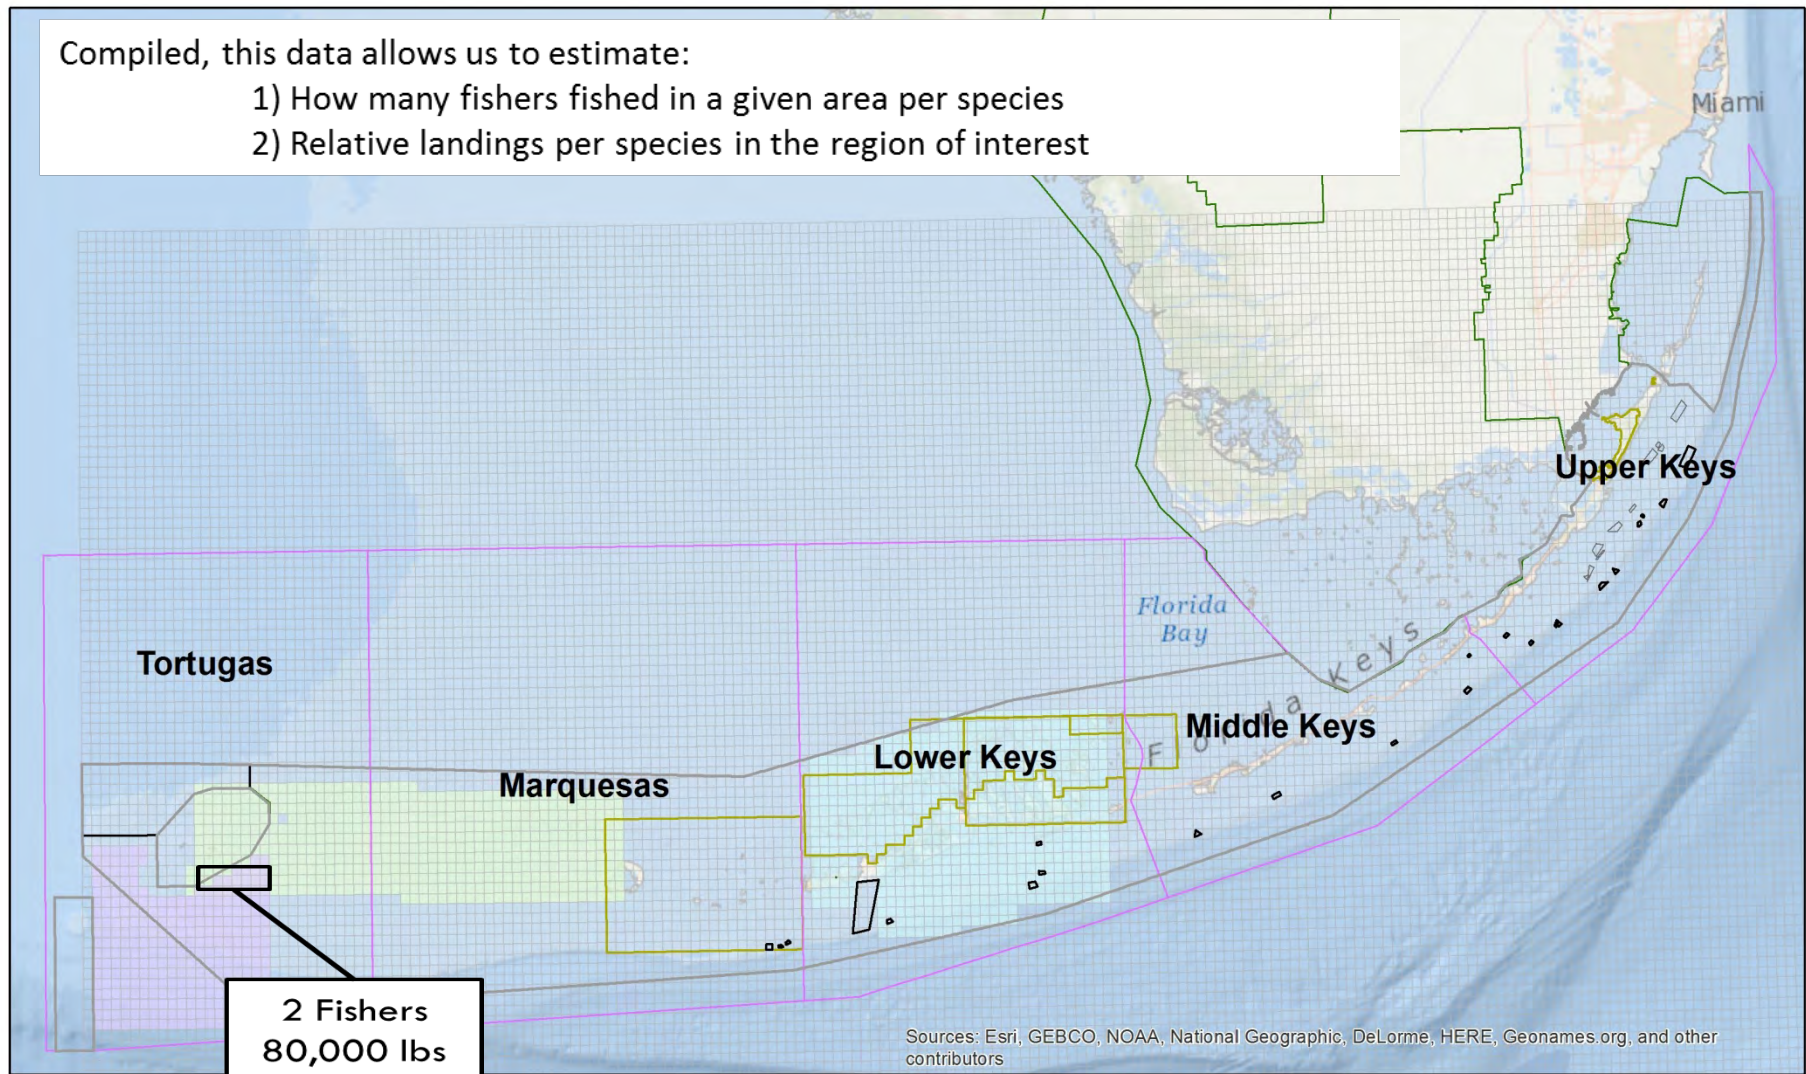 Compiled, this data allows us to estimate:
1) How many fishers fished in a given area per species
2) Relative landings per species in the region of interest
Miami
Upper Keys
Florida
Bay
Tortugas
Florida Keys
Middle Keys
Lower Keys
Marquesas
2 Fishers
80,000 lbs
Sources: Esri, GEBCO, NOAA, National Geographic, DeLorme, HERE, Geonames.org, and other
contributors